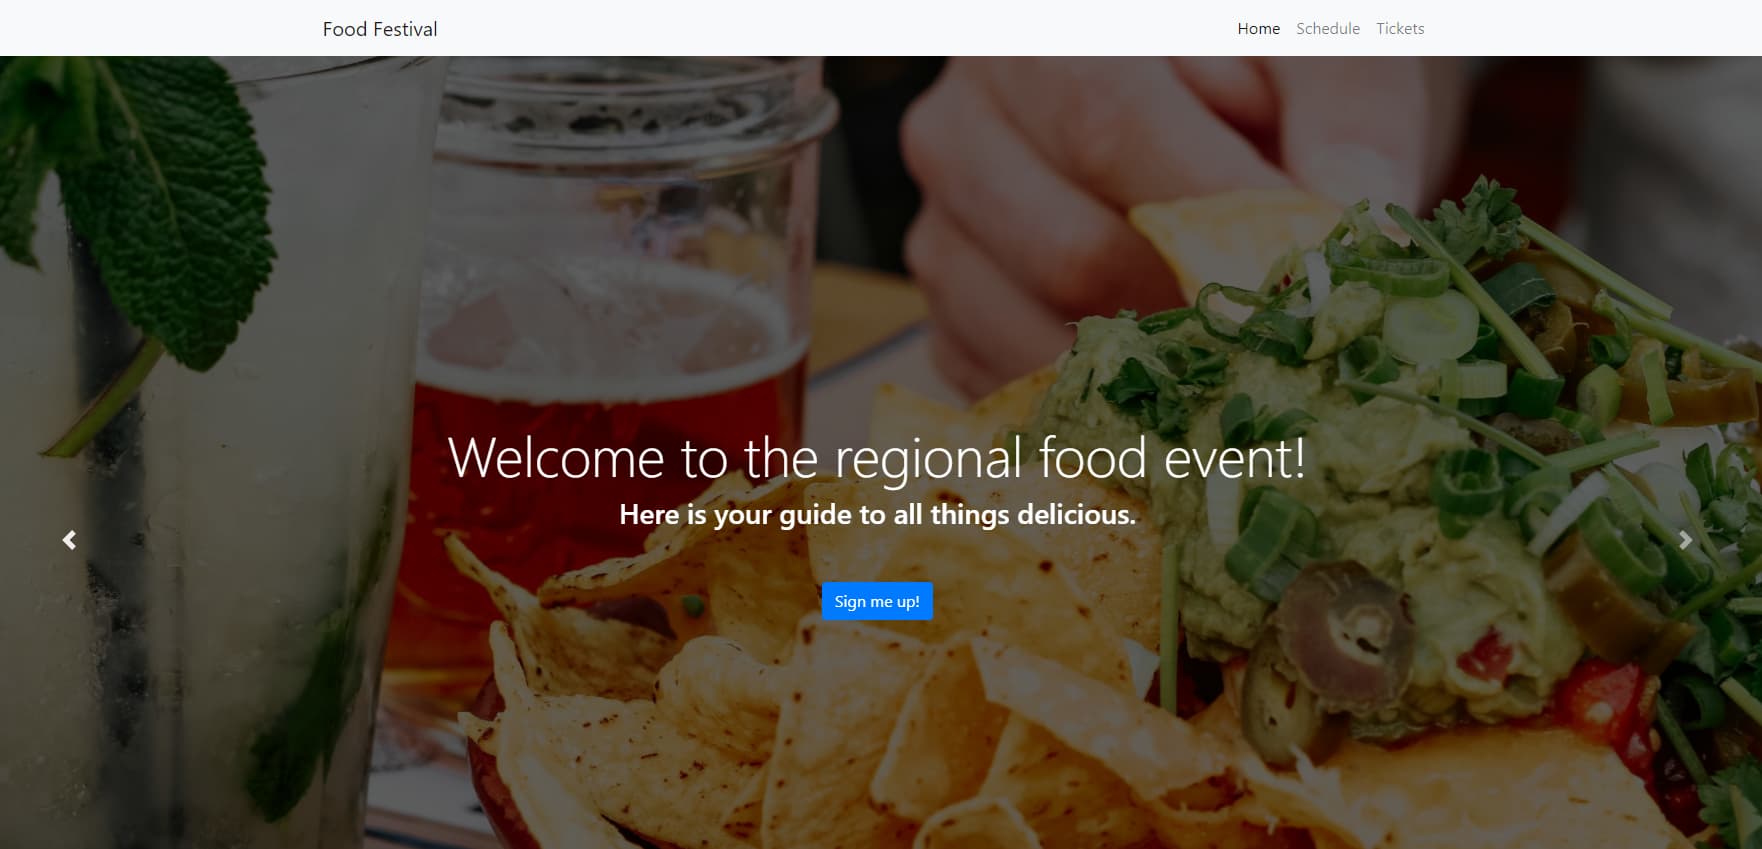 Food Festival
Home Schedule Tickets
Welcome to the regional food event!
Here is your guide to all things delicious.
Sign me up!